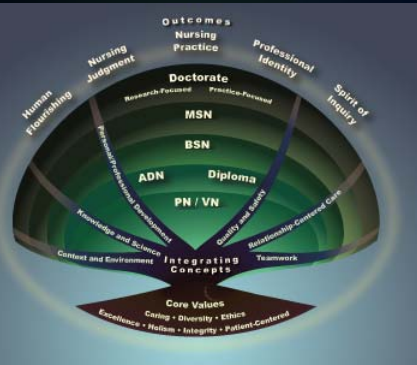 Outcomes
Nursing
Practice
Nursing
Judgment
Professional
Identity
Human
Flourishing
Spirit of
Inquiry
Doctorate
Research-Focused Practice-Focused
MSN
BSN
ADN Diploma
PN / VN
Personal/Professional Development
Quality and Safety
Knowledge and Science
Relationship-Centered Care
Context and Environment
Integrating
Concepts
Teamwork
Core Values
Caring • Diversity • Ethics
Excellence • Holism • Integrity • Patient-Centered